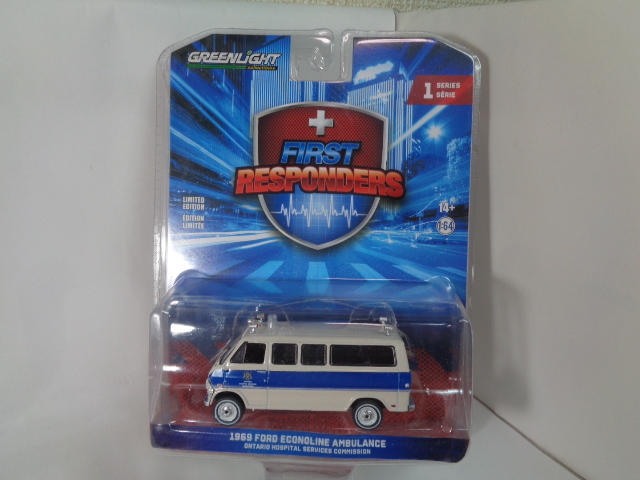 GREENLIGHT
collectibles
1 SERIES
SÉRIE
FIRST
RESPONDERS
LIMITED
EDITION
ÉDITION
LIMITÉE
14+
1:64
1969 FORD ECONOLINE AMBULANCE
ONTARIO HOSPITAL SERVICES COMMISSION